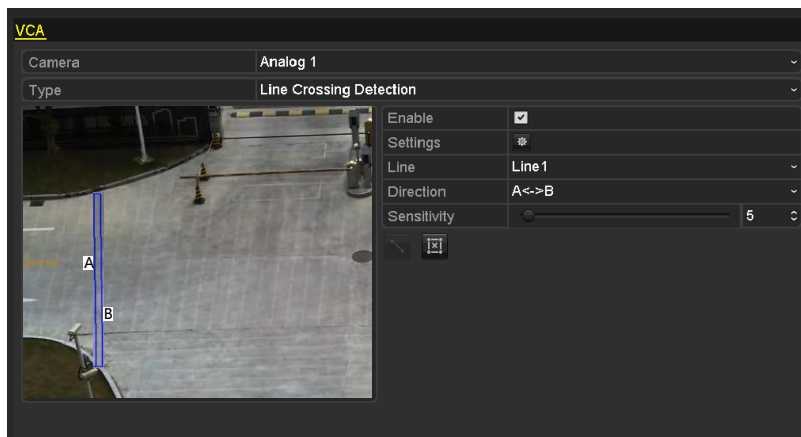 VCA
Camera Analog 1
Type Line Crossing Detection
Enable
Settings
Line Line1
Direction A<->B
Sensitivity 5
A
B